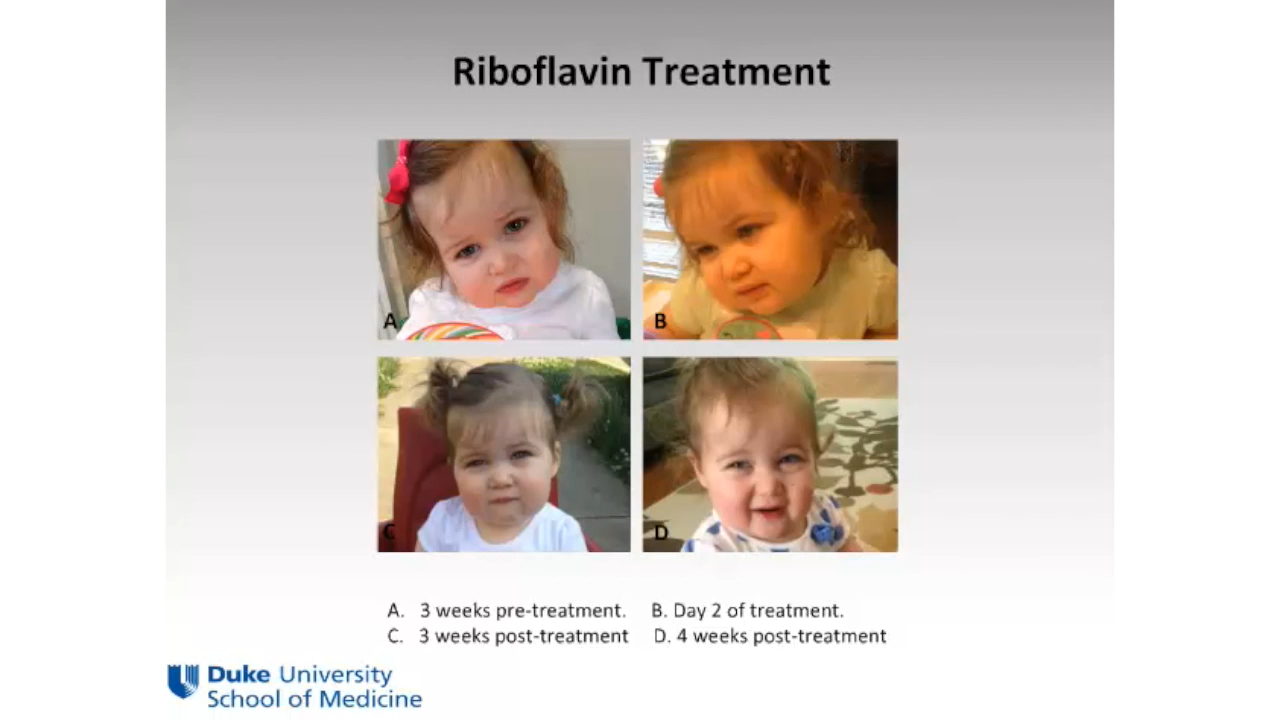 Riboflavin Treatment
A
B
C
D
A. 3 weeks pre-treatment. B. Day 2 of treatment.
C. 3 weeks post-treatment D. 4 weeks post-treatment
Duke University
School of Medicine